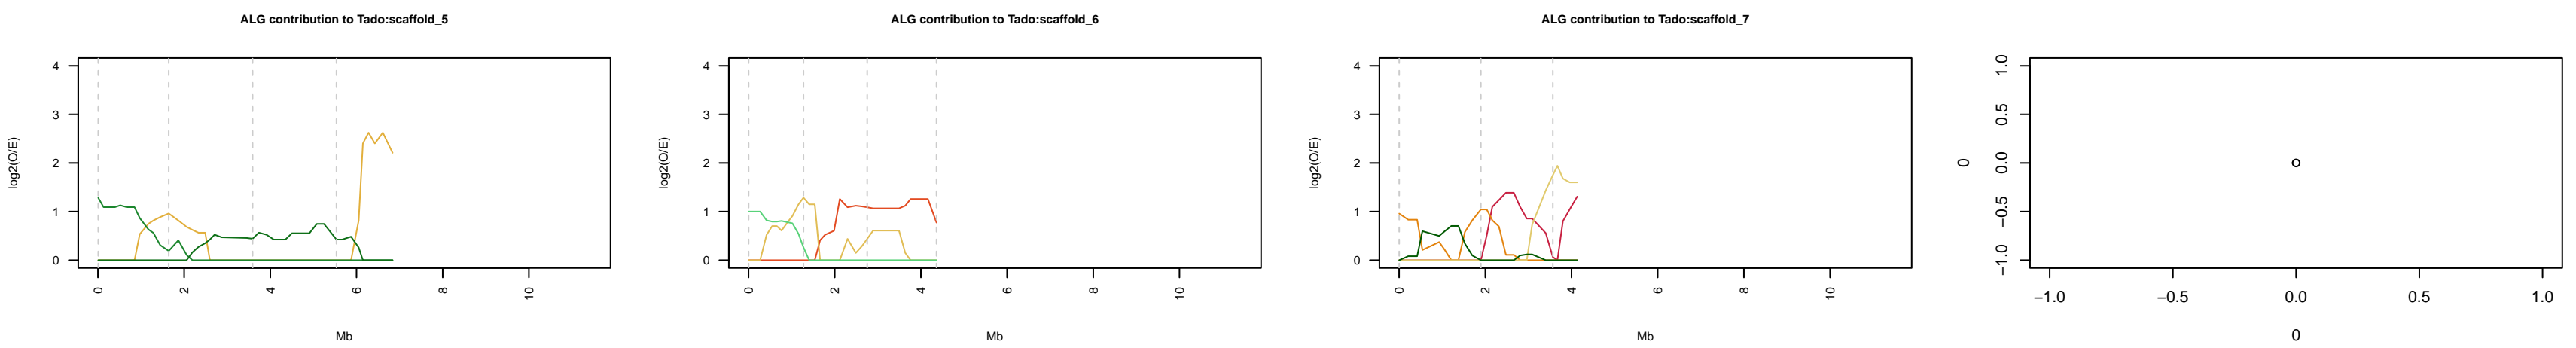 ALG contribution to Tado:scaffold_5
log2(O/E)
4
3
2
1
0
0 2 4 6 8 10
Mb
ALG contribution to Tado:scaffold_6
log2(O/E)
4
3
2
1
0
0 2 4 6 8 10
Mb
ALG contribution to Tado:scaffold_7
log2(O/E)
4
3
2
1
0
0 2 4 6 8 10
Mb
0
1.0
0.5
0.0
−0.5
−1.0
−1.0 −0.5 0.0 0.5 1.0
0